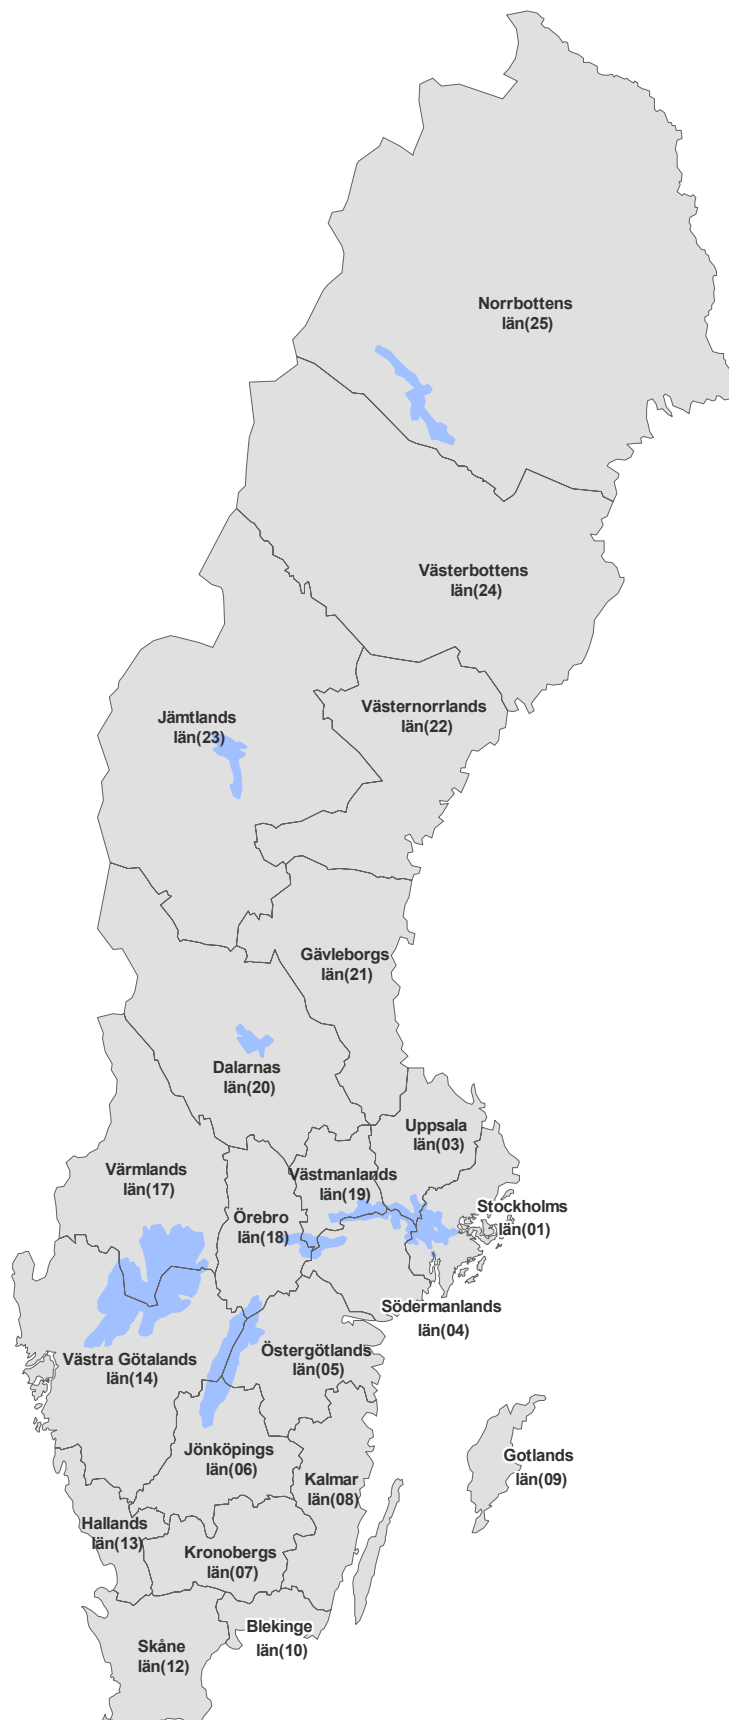 Norrbottens
län(25)
Västerbottens
län(24)
Västernorrlands
län(22)
Jämtlands
län(23)
Gävleborgs
län(21)
Dalarnas
län(20)
Uppsala
län(03)
Värmlands
län(17)
Västmanlands
län(19)
Örebro
län(18)
Stockholms
län(01)
Södermanlands
län(04)
Västra Götalands
län(14)
Östergötlands
län(05)
Jönköpings
län(06)
Kalmar
län(08)
Gotlands
län(09)
Hallands
län(13)
Kronobergs
län(07)
Blekinge
län(10)
Skåne
län(12)